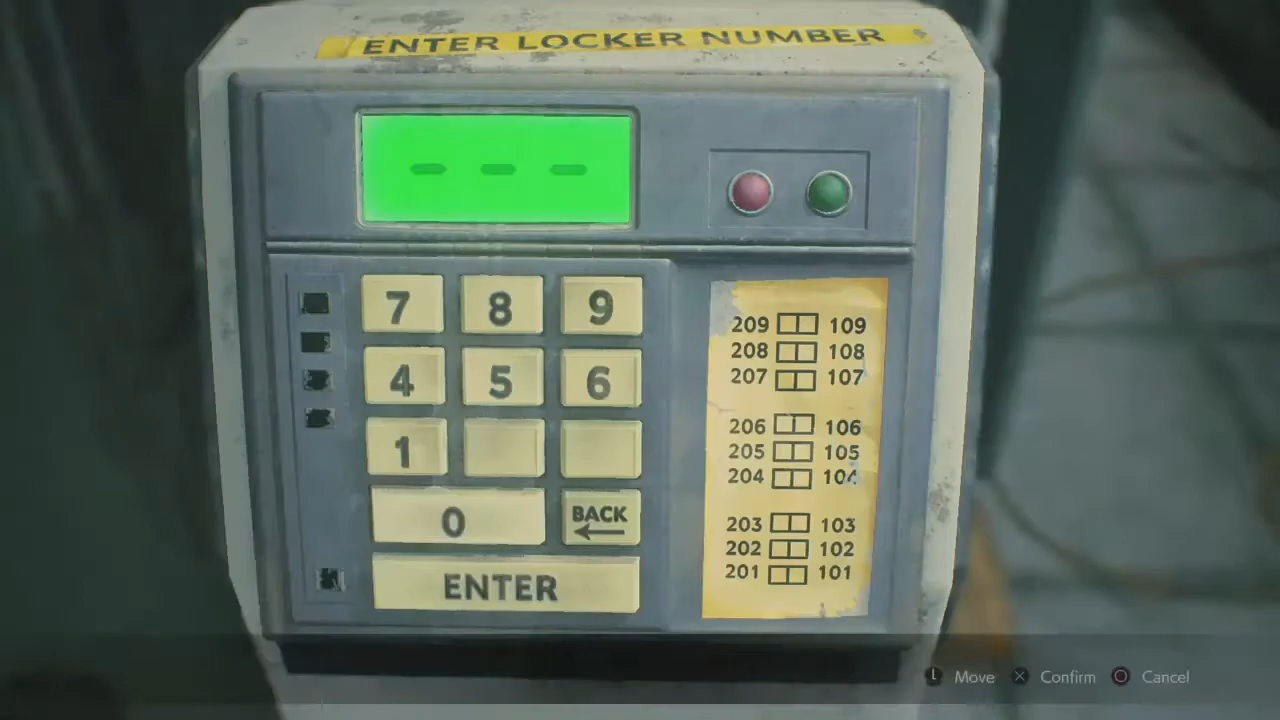 ENTER LOCKER NUMBER
- - -
7 8 9
4 5 6
1
0 BACK
ENTER
209 109
208 108
207 107
206 106
205 105
204 104
203 103
202 102
201 101
L Move Confirm Cancel